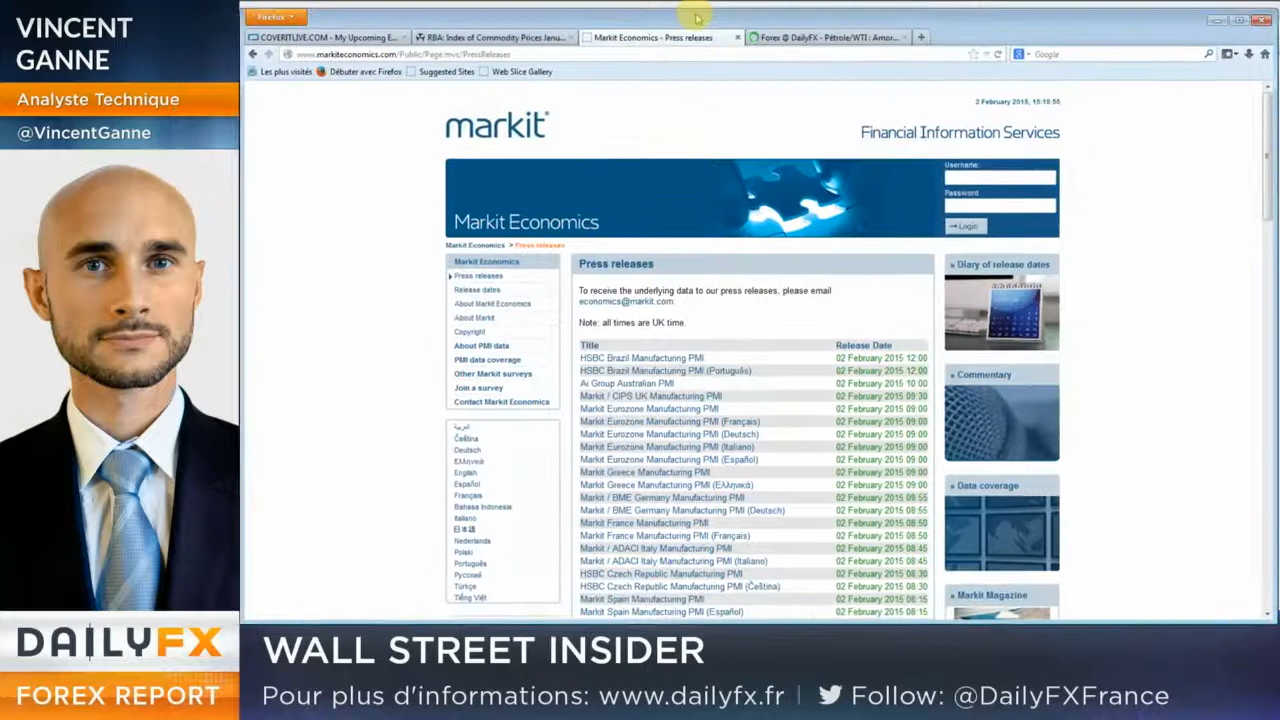 VINCENT
GANNE
Analyste Technique
@VincentGanne
DAILYFX
FOREX REPORT
Firefox
COVERITLIVE.COM - My Upcoming E...
RBA: Index of Commodity Prices Janu...
Markit Economics - Press releases
Forex @ DailyFX - Pétrole/WTI : Amor...
www.markiteconomics.com/Public/Page.mvc/PressReleases
Google
Les plus visités
Débuter avec Firefox
Suggested Sites
Web Slice Gallery
2 February 2015, 15:18:56
markit
Financial Information Services
Markit Economics
Username:
Password
Login
Markit Economics > Press releases
Markit Economics
Press releases
Release dates
About Markit Economics
About Markit
Copyright
About PMI data
PMI data coverage
Other Markit surveys
Join a survey
Contact Markit Economics
العربية
Čeština
Deutsch
Ελληνικά
English
Español
Français
Bahasa Indonesia
Italiano
日本語
Nederlands
Polski
Português
Русский
Türkçe
Tiếng Việt
Press releases
To receive the underlying data to our press releases, please email
economics@markit.com.
Note: all times are UK time.
Title Release Date
HSBC Brazil Manufacturing PMI 02 February 2015 12:00
HSBC Brazil Manufacturing PMI (Português) 02 February 2015 12:00
Ai Group Australian PMI 02 February 2015 10:00
Markit / CIPS UK Manufacturing PMI 02 February 2015 09:30
Markit Eurozone Manufacturing PMI 02 February 2015 09:00
Markit Eurozone Manufacturing PMI (Français) 02 February 2015 09:00
Markit Eurozone Manufacturing PMI (Deutsch) 02 February 2015 09:00
Markit Eurozone Manufacturing PMI (Italiano) 02 February 2015 09:00
Markit Eurozone Manufacturing PMI (Español) 02 February 2015 09:00
Markit Greece Manufacturing PMI 02 February 2015 09:00
Markit Greece Manufacturing PMI (Ελληνικά) 02 February 2015 09:00
Markit / BME Germany Manufacturing PMI 02 February 2015 09:55
Markit / BME Germany Manufacturing PMI (Deutsch) 02 February 2015 08:55
Markit France Manufacturing PMI 02 February 2015 08:50
Markit France Manufacturing PMI (Français) 02 February 2015 08:50
Markit / ADACI Italy Manufacturing PMI 02 February 2015 08:45
Markit / ADACI Italy Manufacturing PMI (Italiano) 02 February 2015 08:45
HSBC Czech Republic Manufacturing PMI 02 February 2015 08:30
HSBC Czech Republic Manufacturing PMI (Čeština) 02 February 2015 08:30
Markit Spain Manufacturing PMI 02 February 2015 08:15
Markit Spain Manufacturing PMI (Español) 02 February 2015 08:15
» Diary of release dates
» Commentary
» Data coverage
» Markit Magazine
WALL STREET INSIDER
Pour plus d'informations: www.dailyfx.fr | Follow: @DailyFXFrance